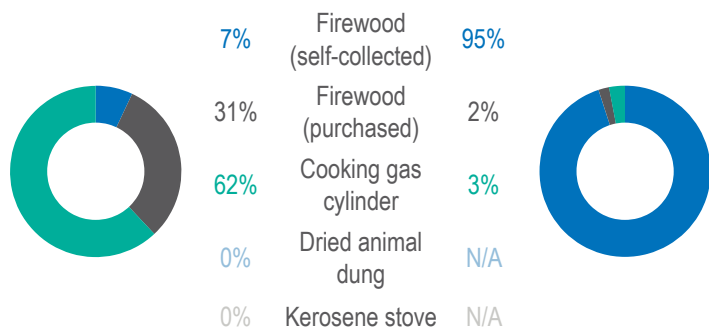 Firewood
7% (self-collected) 95%
Firewood
31% (purchased) 2%
Cooking gas
62% cylinder 3%
Dried animal
0% dung N/A
0% Kerosene stove N/A